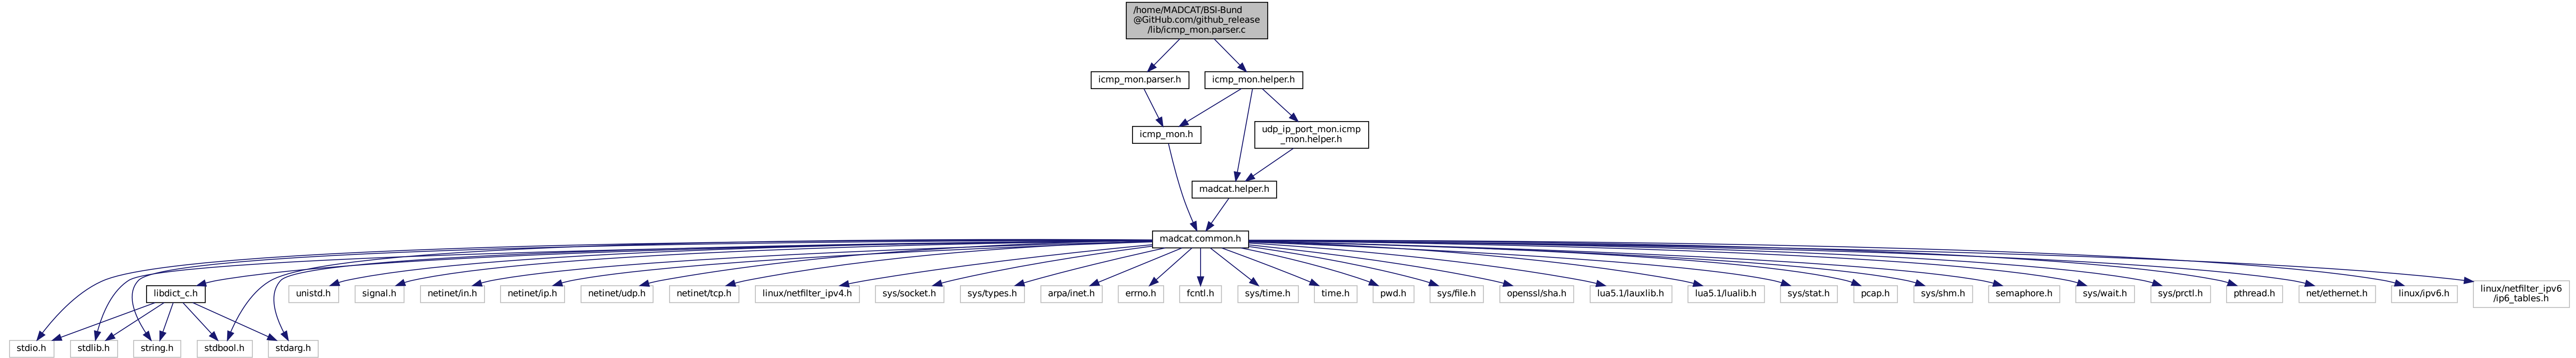 /home/MADCAT/BSI-Bund
@GitHub.com/github_release
/lib/icmp_mon.parser.c
icmp_mon.parser.h
icmp_mon.helper.h
icmp_mon.h
udp_ip_port_mon.icmp
_mon.helper.h
madcat.helper.h
madcat.common.h
libdict_c.h
unistd.h
signal.h
netinet/in.h
netinet/ip.h
netinet/udp.h
netinet/tcp.h
linux/netfilter_ipv4.h
sys/socket.h
sys/types.h
arpa/inet.h
errno.h
fcntl.h
sys/time.h
time.h
pwd.h
sys/file.h
openssl/sha.h
lua5.1/lauxlib.h
lua5.1/lualib.h
sys/stat.h
pcap.h
sys/shm.h
semaphore.h
sys/wait.h
sys/prctl.h
pthread.h
net/ethernet.h
linux/ipv6.h
linux/netfilter_ipv6
/ip6_tables.h
stdio.h
stdlib.h
string.h
stdbool.h
stdarg.h